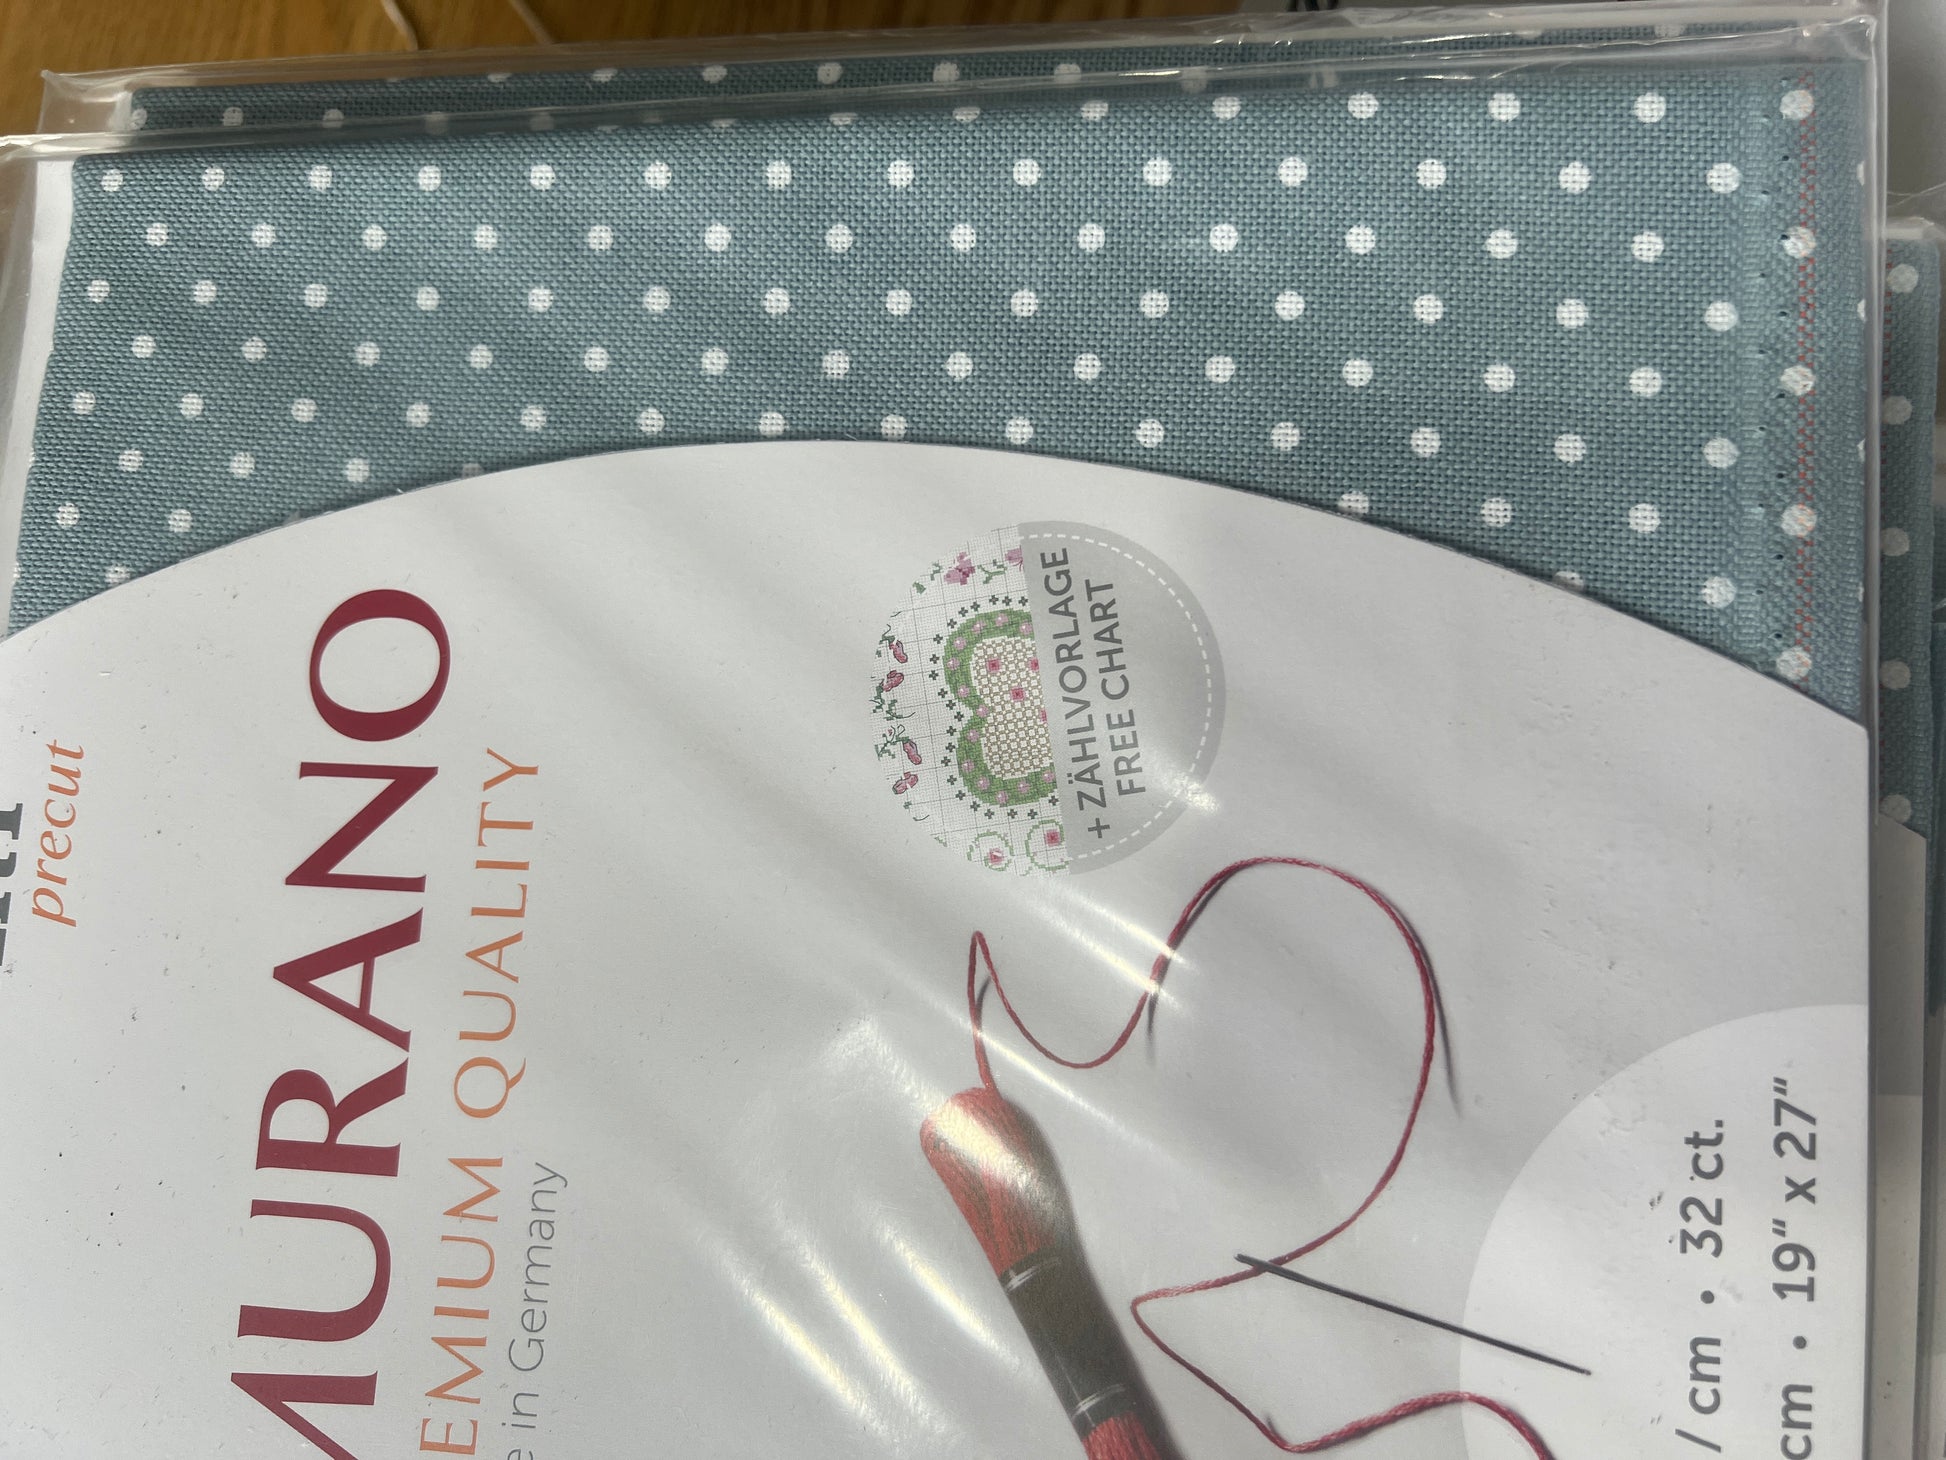 precut
MURANO
EMIUM QUALITY
in Germany
+ ZÄHLVORLAGE
FREE CHART
/ cm • 32 ct.
cm • 19" x 27"